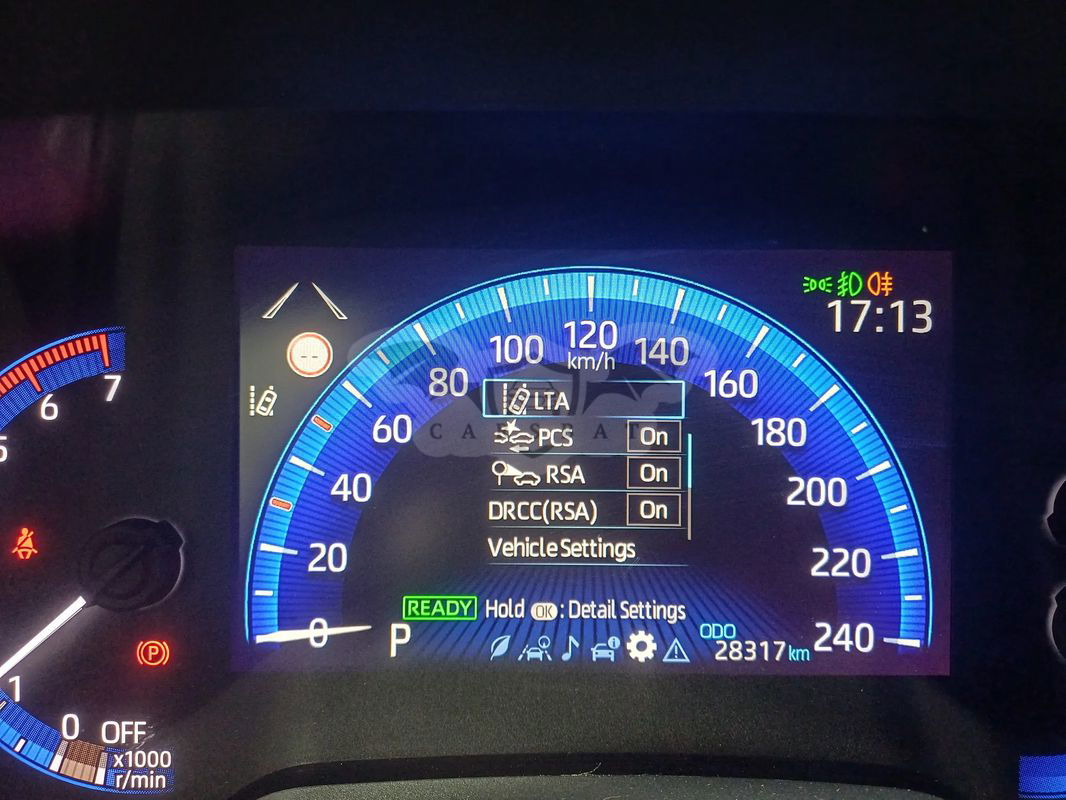 17:13
--
0
20
40
60
80
100
120
140
160
180
200
220
240
km/h
LTA
PCS On
RSA On
DRCC(RSA) On
Vehicle Settings
READY Hold OK : Detail Settings
P
ODO
28317 km
5
6
7
1
0 OFF
x1000
r/min
P